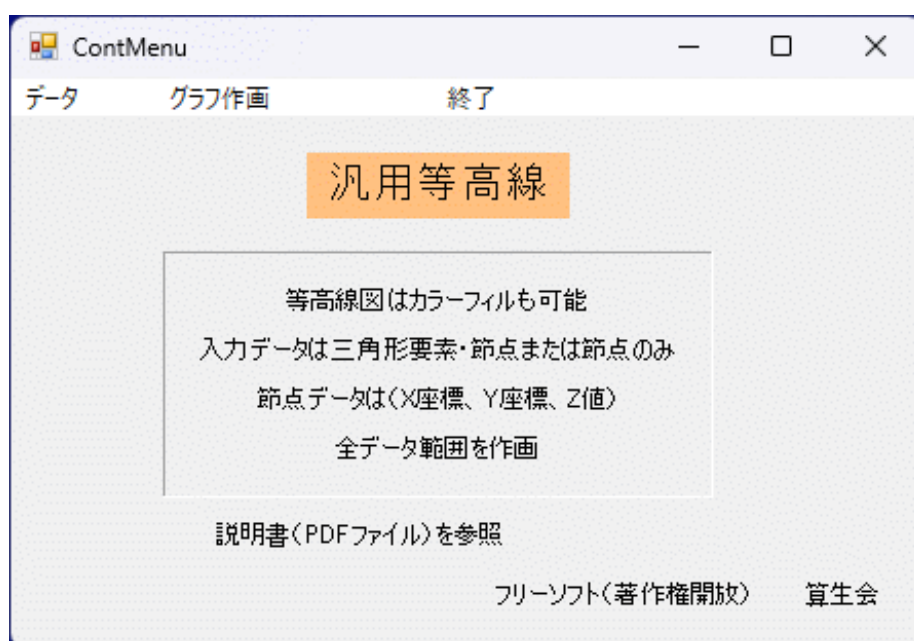 ContMenu
データ グラフ作画 終了
汎用等高線
等高線図はカラーフィルも可能
入力データは三角形要素・節点または節点のみ
節点データは(X座標、Y座標、Z値)
全データ範囲を作画
説明書(PDFファイル)を参照
フリーソフト(著作権開放) 算生会